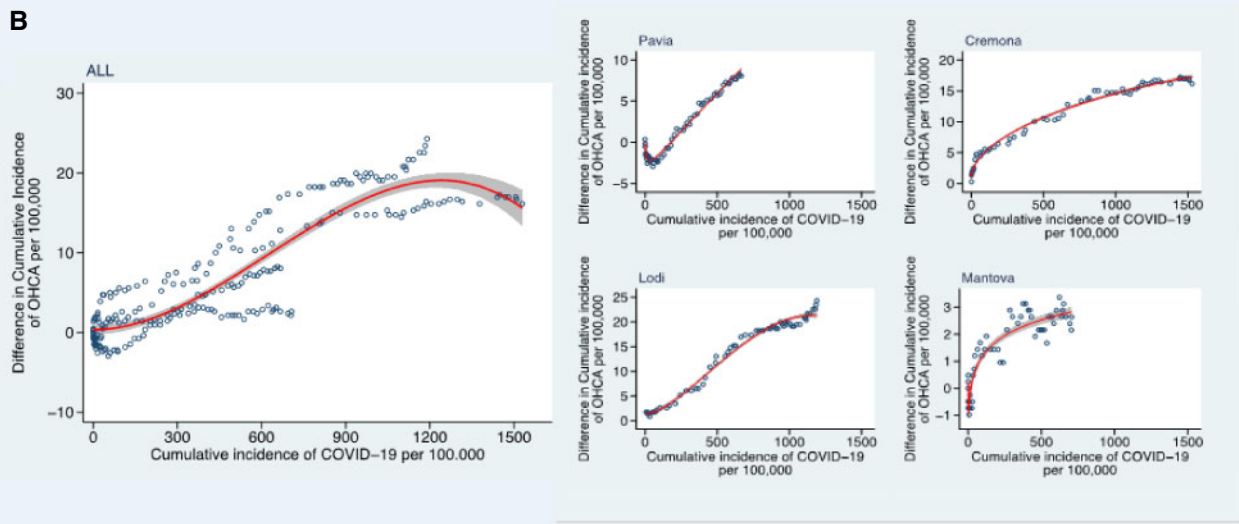 B
ALL
Difference in Cumulative Incidence
of OHCA per 100,000
30
20
10
0
−10
0 300 600 900 1200 1500
Cumulative incidence of COVID−19 per 100.000
Pavia
Difference in Cumulative Incidence
of OHCA per 100,000
10
5
0
−5
0 500 1000 1500
Cumulative incidence of COVID−19
per 100,000
Cremona
Difference in Cumulative Incidence
of OHCA per 100,000
20
15
10
5
0
0 500 1000 1500
Cumulative incidence of COVID−19
per 100,000
Lodi
Difference in Cumulative Incidence
of OHCA per 100,000
25
20
15
10
5
0
0 500 1000 1500
Cumulative incidence of COVID−19
per 100,000
Mantova
Difference in Cumulative Incidence
of OHCA per 100,000
3
2
1
0
−1
0 500 1000 1500
Cumulative incidence of COVID−19
per 100,000